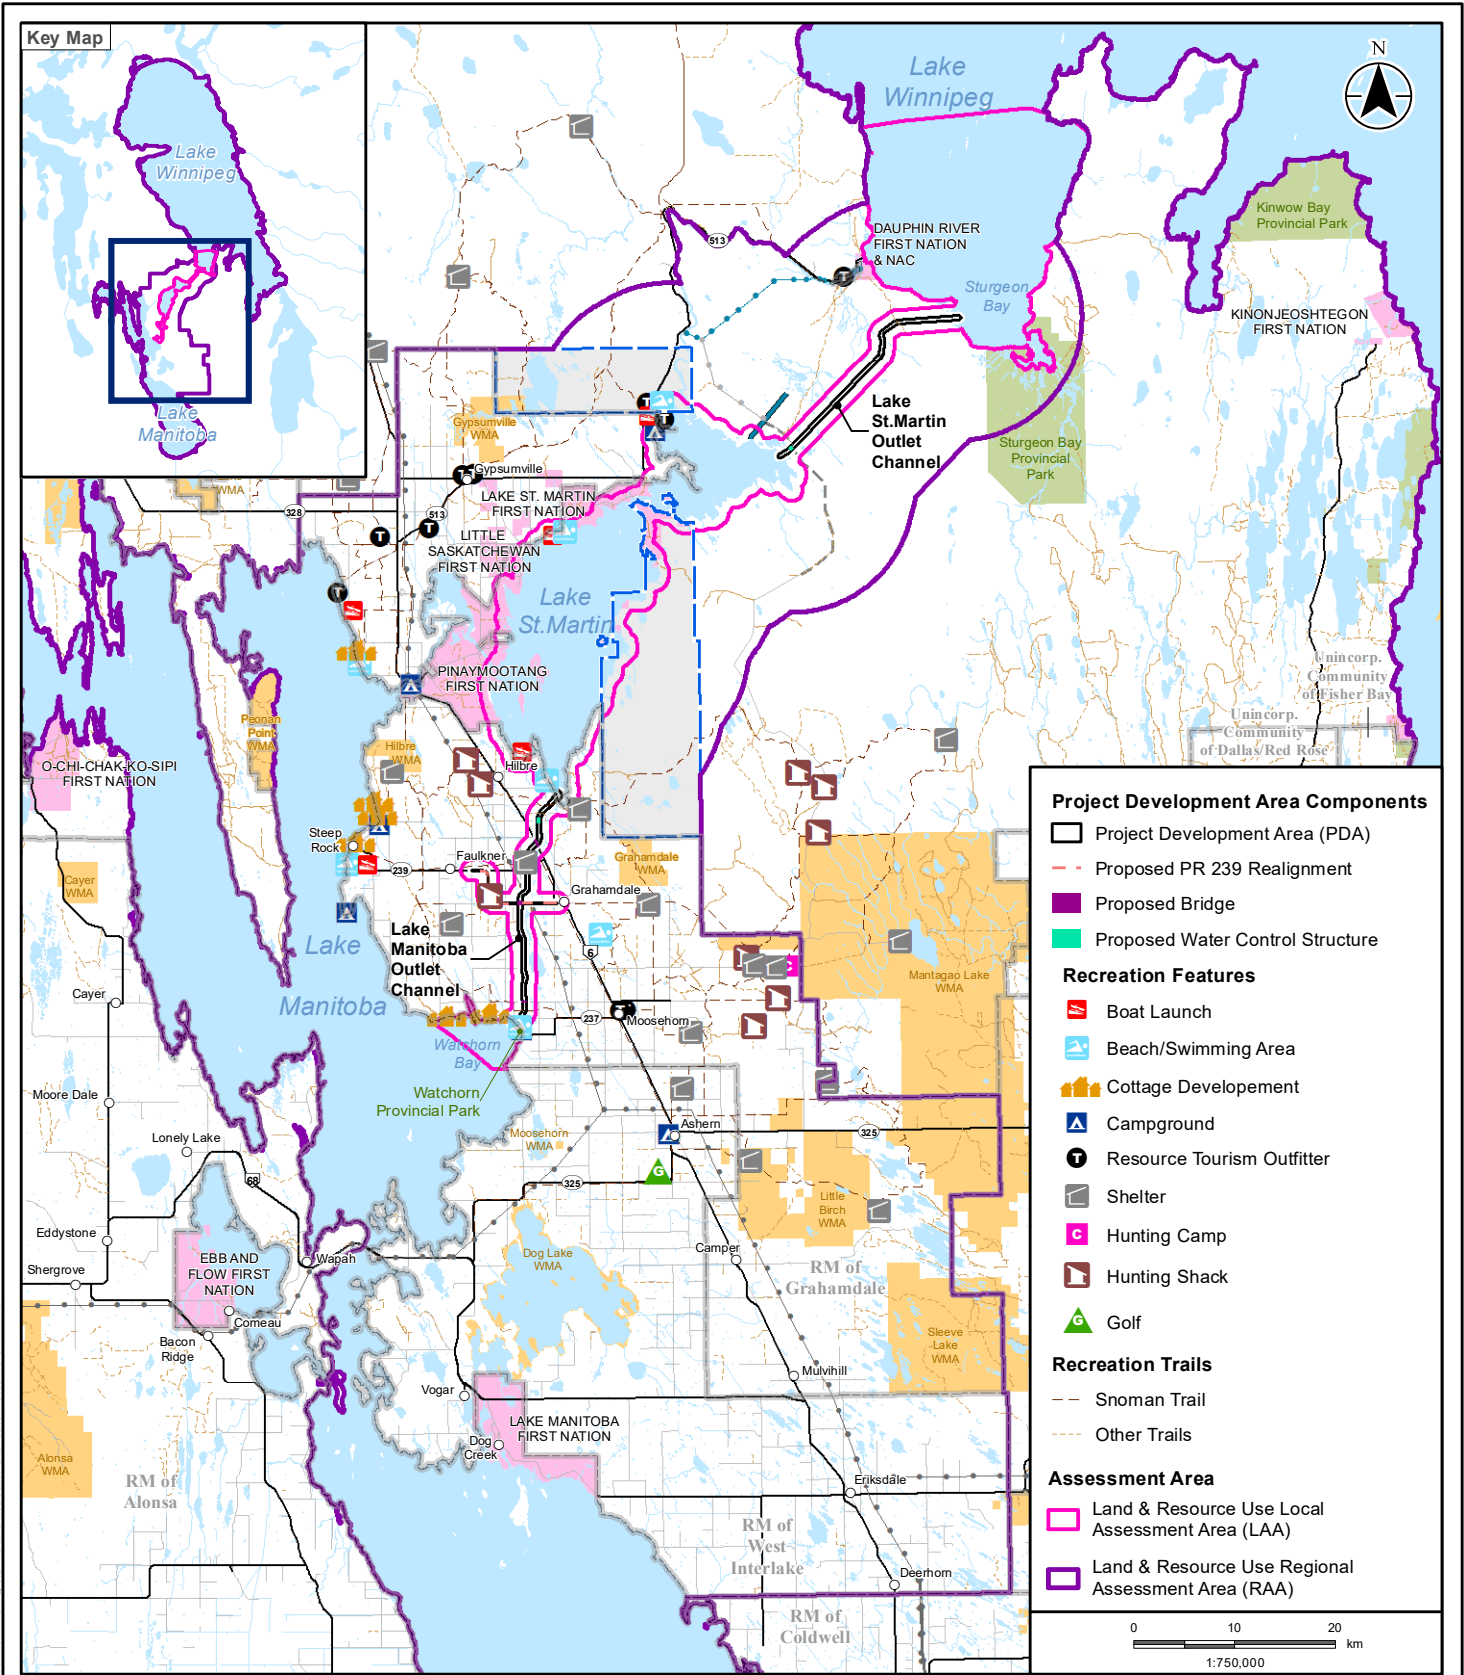 Key Map
Lake
Winnipeg
Lake
Manitoba
Lake
Winnipeg
N
Kinwow Bay
Provincial Park
DAUPHIN RIVER
FIRST NATION
& NAC
513
Sturgeon
Bay
KINONJEOSHTEGON
FIRST NATION
Lake
St.Martin
Outlet
Channel
Sturgeon Bay
Provincial
Park
Gypsumville
WMA
Gypsumville
WMA
LAKE ST. MARTIN
FIRST NATION
328
513
LITTLE
SASKATCHEWAN
FIRST NATION
Lake
St.Martin
PINAYMOOTANG
FIRST NATION
Unincorp.
Community
of Fisher Bay
Unincorp.
Community
of Dallas/Red Rose
Peonan
Point
WMA
Hilbre
WMA
Hilbre
O-CHI-CHAK-KO-SIPI
FIRST NATION
Steep
Rock
Faulkner
239
Grahamdale
WMA
Grahamdale
Cayer
WMA
Lake
Manitoba
Outlet
Channel
6
Lake
Manitoba
Mantagao Lake
WMA
Cayer
237
Moosehorn
Watchorn
Bay
Watchorn
Provincial Park
Moore Dale
Lonely Lake
Moosehorn
WMA
Ashern
325
68
325
Little
Birch
WMA
Eddystone
EBB AND
FLOW FIRST
NATION
Wapah
Dog Lake
WMA
Camper
RM of
Grahamdale
Shergrove
Comeau
Bacon
Ridge
Sleeve
Lake
WMA
Mulvihill
Vogar
LAKE MANITOBA
FIRST NATION
Dog
Creek
Alonsa
WMA
RM of
Alonsa
Eriksdale
RM of
West
Interlake
Deerhorn
RM of
Coldwell
Project Development Area Components
Project Development Area (PDA)
Proposed PR 239 Realignment
Proposed Bridge
Proposed Water Control Structure
Recreation Features
Boat Launch
Beach/Swimming Area
Cottage Developement
Campground
T Resource Tourism Outfitter
Shelter
C Hunting Camp
Hunting Shack
G Golf
Recreation Trails
Snoman Trail
Other Trails
Assessment Area
Land & Resource Use Local
Assessment Area (LAA)
Land & Resource Use Regional
Assessment Area (RAA)
0 10 20
km
1:750,000